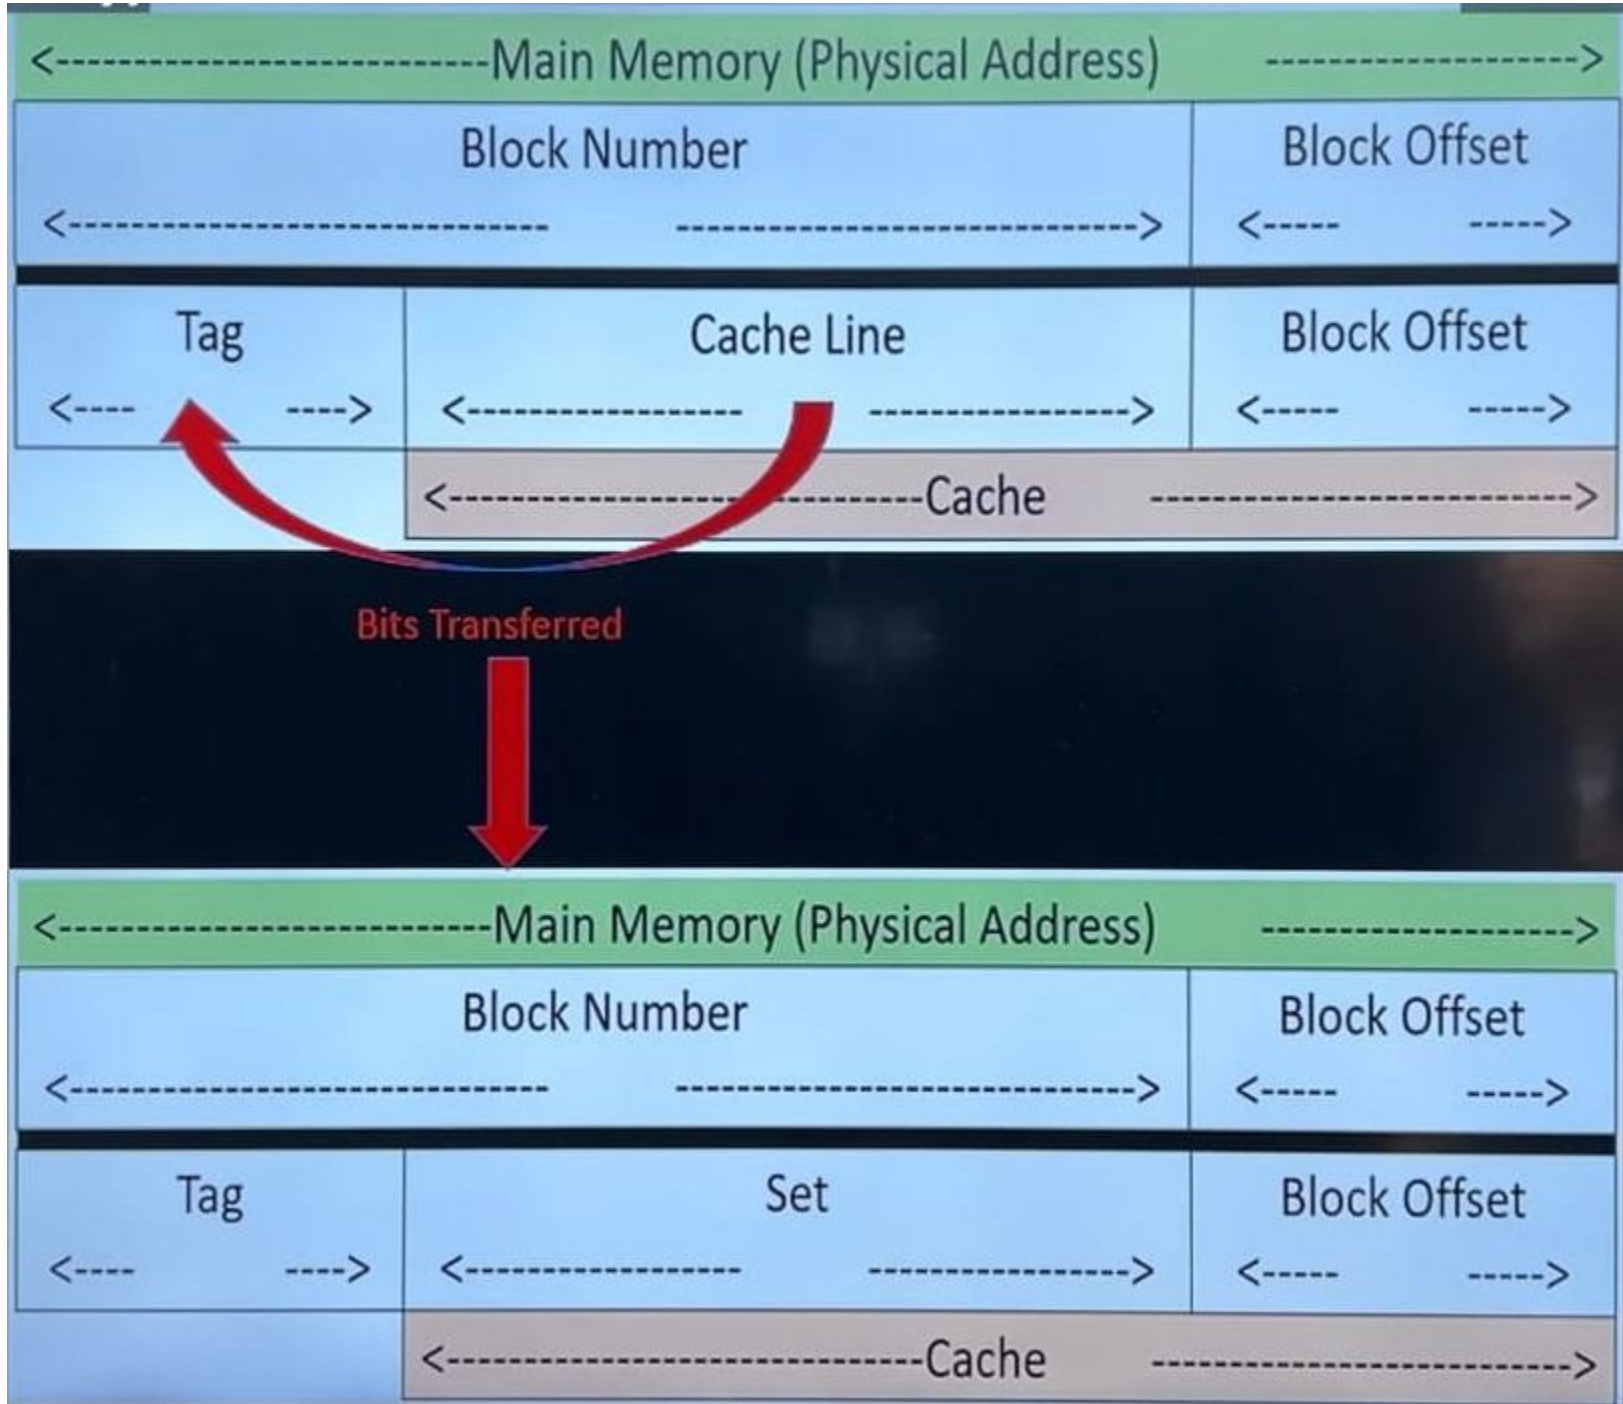 <---------------------------Main Memory (Physical Address) -------------------->
Block Number Block Offset
<------------------------------- -----------------------------> <----- ----->
Tag Cache Line Block Offset
<---- ----> <------------------ -----------------> <----- ----->
<------------------------------Cache --------------------------->
Bits Transferred
<---------------------------Main Memory (Physical Address) -------------------->
Block Number Block Offset
<------------------------------- -----------------------------> <----- ----->
Tag Set Block Offset
<---- ----> <------------------ -----------------> <----- ----->
<------------------------------Cache --------------------------->